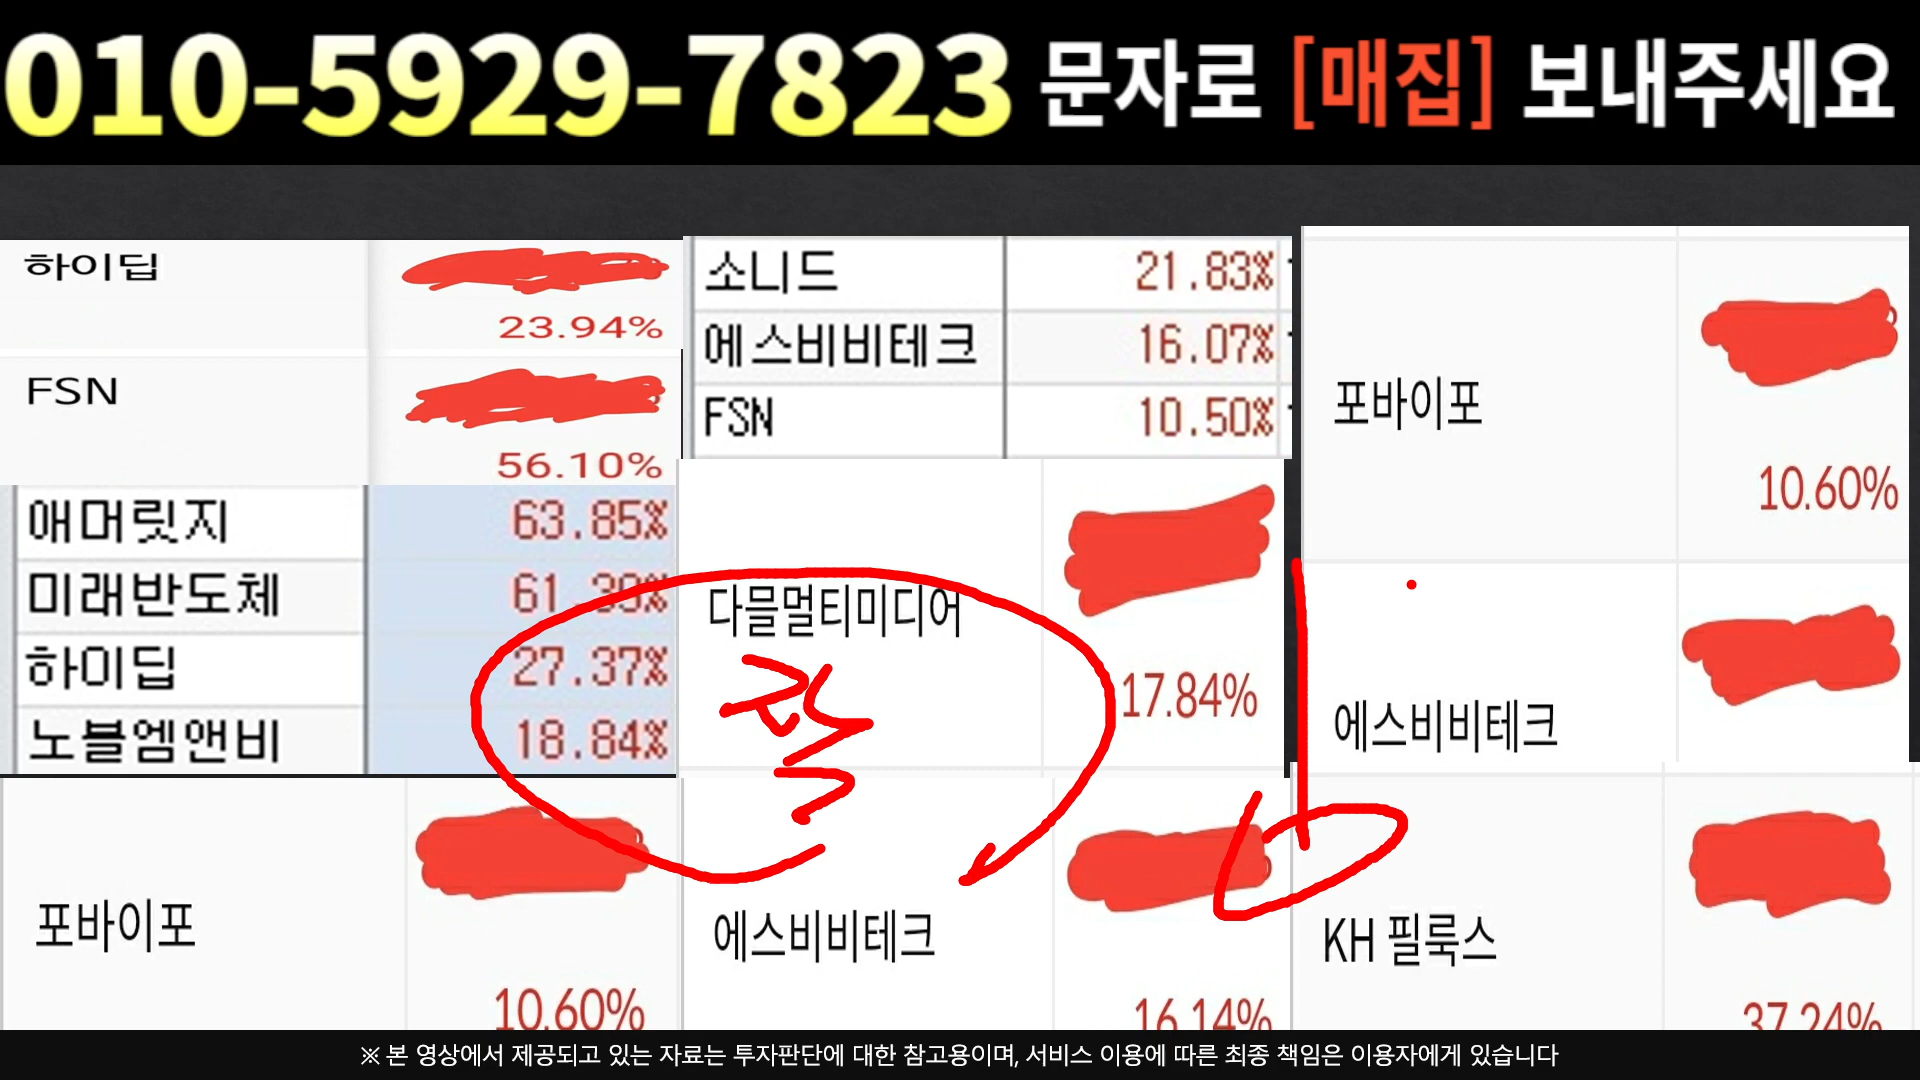 010-5929-7823 문자로 [매집] 보내주세요
하이딥
23.94%
FSN
56.10%
소니드 21.83%
에스비비테크 16.07%
FSN 10.50%
포바이포
10.60%
에스비비테크
애머릿지 63.85%
미래반도체 61.39%
하이딥 27.37%
노블엠앤비 18.84%
다믈멀티미디어
17.84%
포바이포
10.60%
에스비비테크
16.14%
KH 필룩스
37.24%
※ 본 영상에서 제공되고 있는 자료는 투자판단에 대한 참고용이며, 서비스 이용에 따른 최종 책임은 이용자에게 있습니다